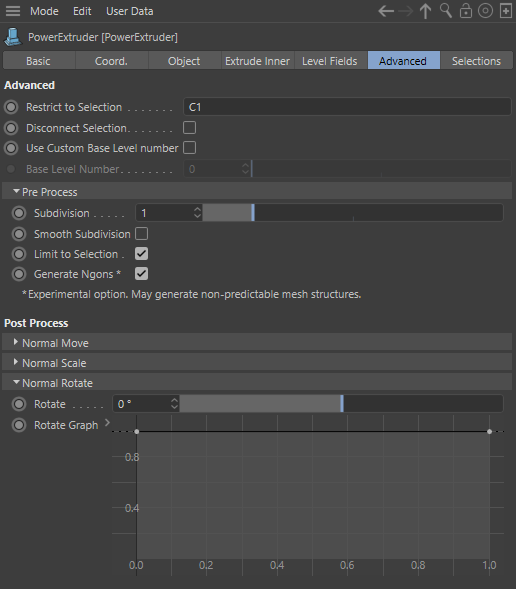 Mode Edit User Data
PowerExtruder [PowerExtruder]
Basic Coord. Object Extrude Inner Level Fields Advanced Selections
Advanced
Restrict to Selection . . . . . . . C1
Disconnect Selection. . . . . . .
Use Custom Base Level number
Base Level Number. . . . . . . . 0
Pre Process
Subdivision . . . . . 1
Smooth Subdivision
Limit to Selection .
Generate Ngons *
*Experimental option. May generate non-predictable mesh structures.
Post Process
Normal Move
Normal Scale
Normal Rotate
Rotate . . . . . 0 °
Rotate Graph
0.8
0.4
0.0 0.2 0.4 0.6 0.8 1.0